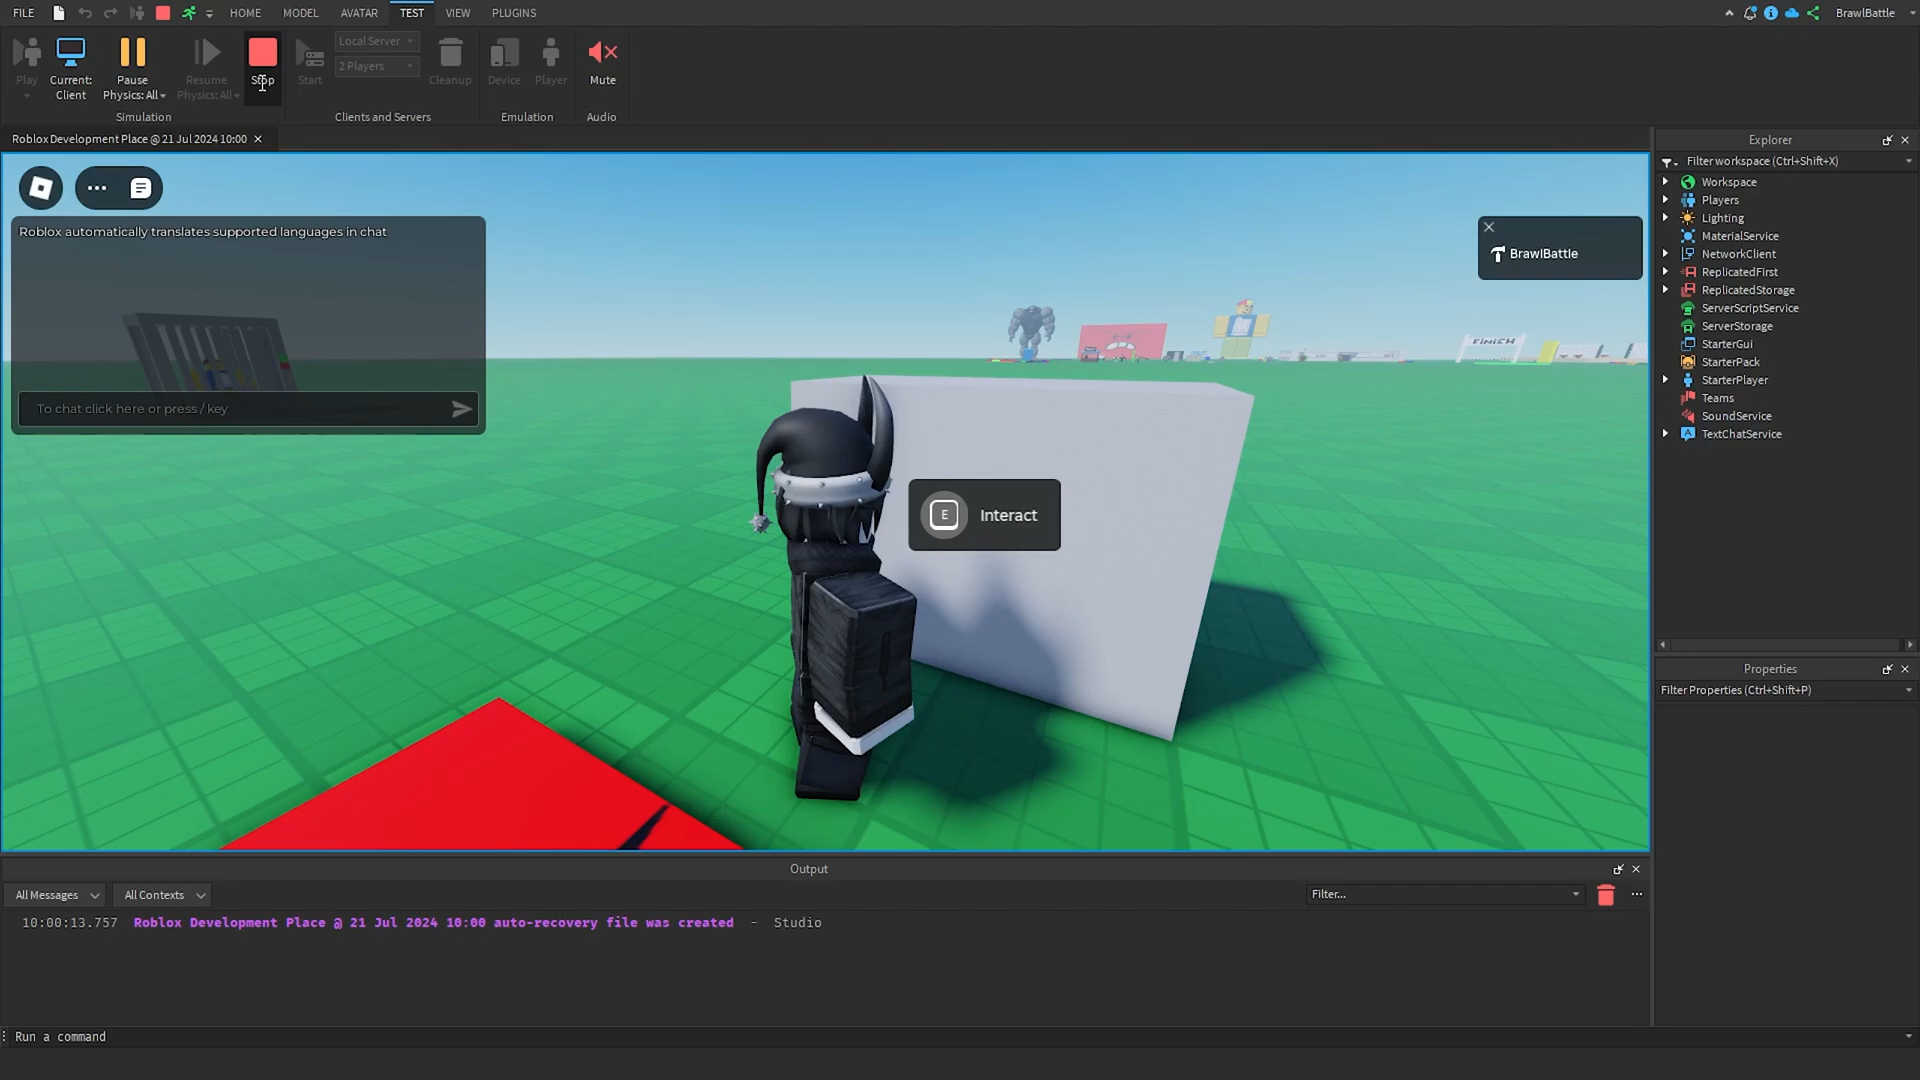 FILE
HOME
MODEL
AVATAR
TEST
VIEW
PLUGINS
BrawlBattle
Play
Current:
Client
Pause
Physics: All
Resume
Physics: All
Stop
Start
Local Server
2 Players
Cleanup
Device
Player
Mute
Simulation
Clients and Servers
Emulation
Audio
Roblox Development Place @ 21 Jul 2024 10:00
Roblox automatically translates supported languages in chat
To chat click here or press / key
BrawlBattle
FINISH
E Interact
Explorer
Filter workspace (Ctrl+Shift+X)
Workspace
Players
Lighting
MaterialService
NetworkClient
ReplicatedFirst
ReplicatedStorage
ServerScriptService
ServerStorage
StarterGui
StarterPack
StarterPlayer
Teams
SoundService
TextChatService
Properties
Filter Properties (Ctrl+Shift+P)
Output
All Messages
All Contexts
Filter...
10:00:13.757 Roblox Development Place @ 21 Jul 2024 10:00 auto-recovery file was created - Studio
Run a command